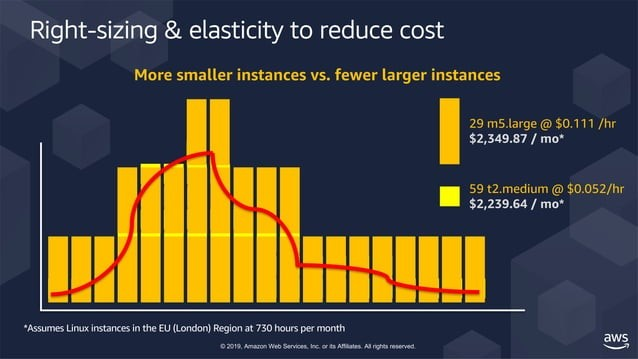 Right-sizing & elasticity to reduce cost
More smaller instances vs. fewer larger instances
29 m5.large @ $0.111 /hr
$2,349.87 / mo*
59 t2.medium @ $0.052/hr
$2,239.64 / mo*
*Assumes Linux instances in the EU (London) Region at 730 hours per month
© 2019, Amazon Web Services, Inc. or its Affiliates. All rights reserved.
aws